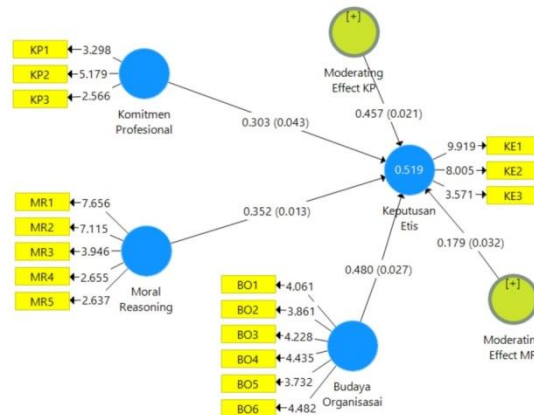 [+]
KP1
3.298
KP2
5.179
KP3
2.566
Komitmen
Profesional
Moderating
Effect KP
0.303 (0.043)
0.457 (0.021)
0.519
Keputusan
Etis
9.919
KE1
8.005
KE2
3.571
KE3
MR1
7.656
MR2
7.115
MR3
3.946
MR4
2.655
MR5
2.637
Moral
Reasoning
0.352 (0.013)
0.480 (0.027)
0.179 (0.032)
[+]
Moderating
Effect MR
BO1
4.061
BO2
3.861
BO3
4.228
BO4
4.435
BO5
3.732
BO6
4.482
Budaya
Organisasai